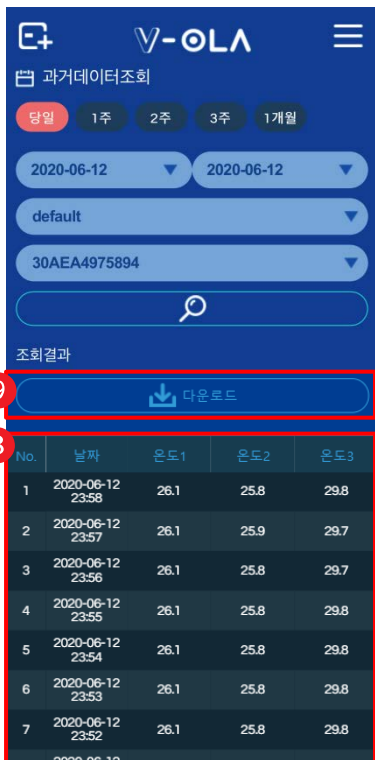 V-OLA
과거데이터조회
당일 1주 2주 3주 1개월
2020-06-12 2020-06-12
default
30AEA4975894
조회결과
9
다운로드
No. 날짜 온도1 온도2 온도3
1 2020-06-12 23:58 26.1 25.8 29.8
2 2020-06-12 23:57 26.1 25.9 29.7
3 2020-06-12 23:56 26.1 25.8 29.7
4 2020-06-12 23:55 26.1 25.8 29.8
5 2020-06-12 23:54 26.1 25.8 29.8
6 2020-06-12 23:53 26.1 25.8 29.8
7 2020-06-12 23:52 26.1 25.8 29.8